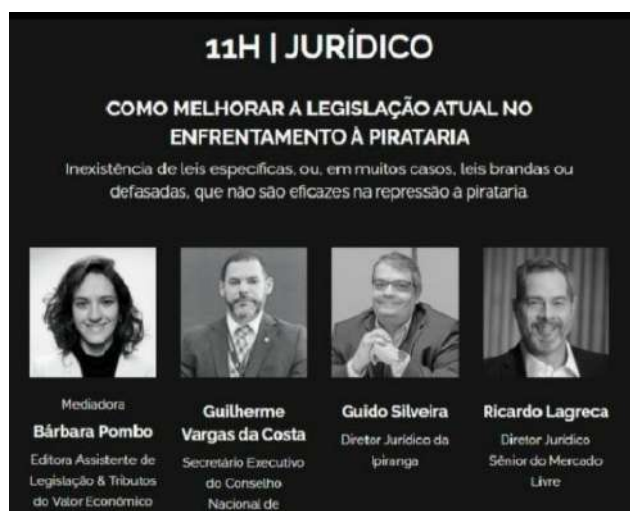 11H | JURÍDICO
COMO MELHORAR A LEGISLAÇÃO ATUAL NO
ENFRENTAMENTO À PIRATARIA
Inexistência de leis específicas, ou, em muitos casos, leis brandas ou
defasadas, que não são eficazes na repressão à pirataria.
Mediadora
Bárbara Pombo
Editora Assistente de
Legislação & Tributos
do Valor Econômico
Guilherme
Vargas da Costa
Secretário Executivo
do Conselho
Nacional de
Guido Silveira
Diretor Jurídico da
Ipiranga
Ricardo Lagreca
Diretor Jurídico
Sênior do Mercado
Livre